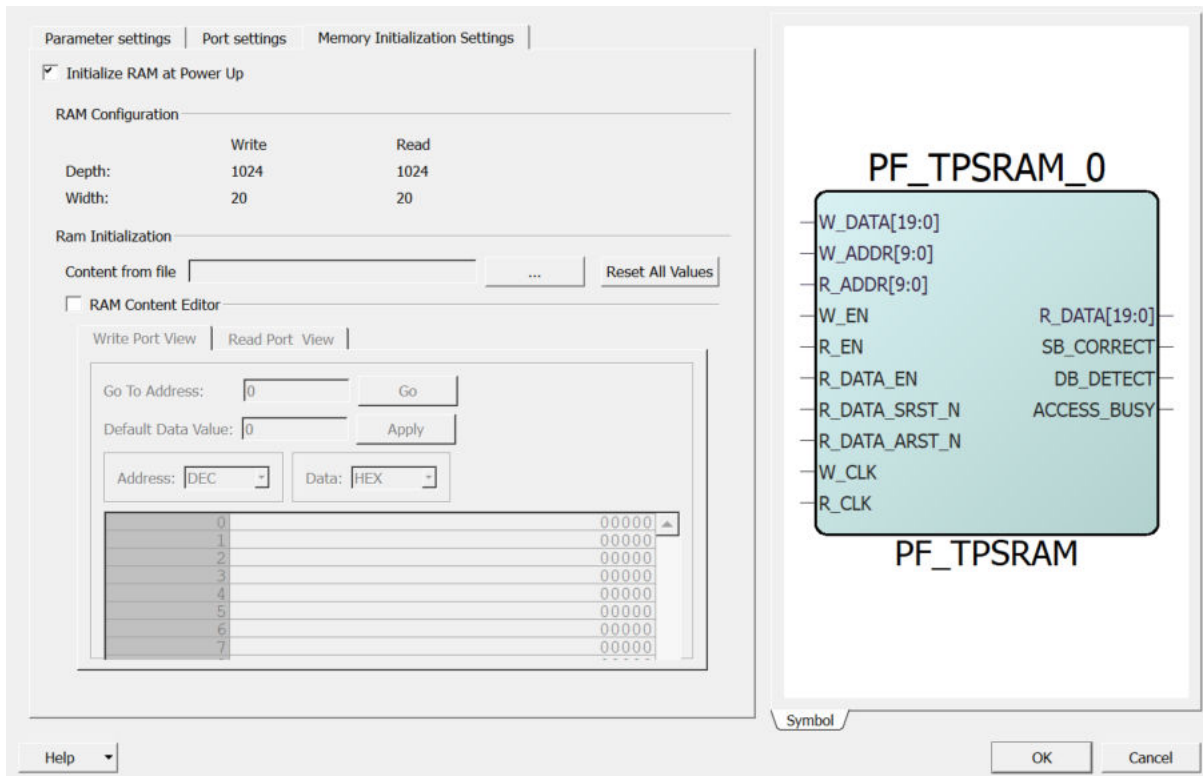 Parameter settings Port settings Memory Initialization Settings
Initialize RAM at Power Up
RAM Configuration
Write Read
Depth: 1024 1024
Width: 20 20
Ram Initialization
Content from file ... Reset All Values
RAM Content Editor
Write Port View Read Port View
Go To Address: 0 Go
Default Data Value: 0 Apply
Address: DEC Data: HEX
0 00000
1 00000
2 00000
3 00000
4 00000
5 00000
6 00000
7 00000
PF_TPSRAM_0
W_DATA[19:0]
W_ADDR[9:0]
R_ADDR[9:0]
W_EN R_DATA[19:0]
R_EN SB_CORRECT
R_DATA_EN DB_DETECT
R_DATA_SRST_N ACCESS_BUSY
R_DATA_ARST_N
W_CLK
R_CLK
PF_TPSRAM
Symbol
Help OK Cancel